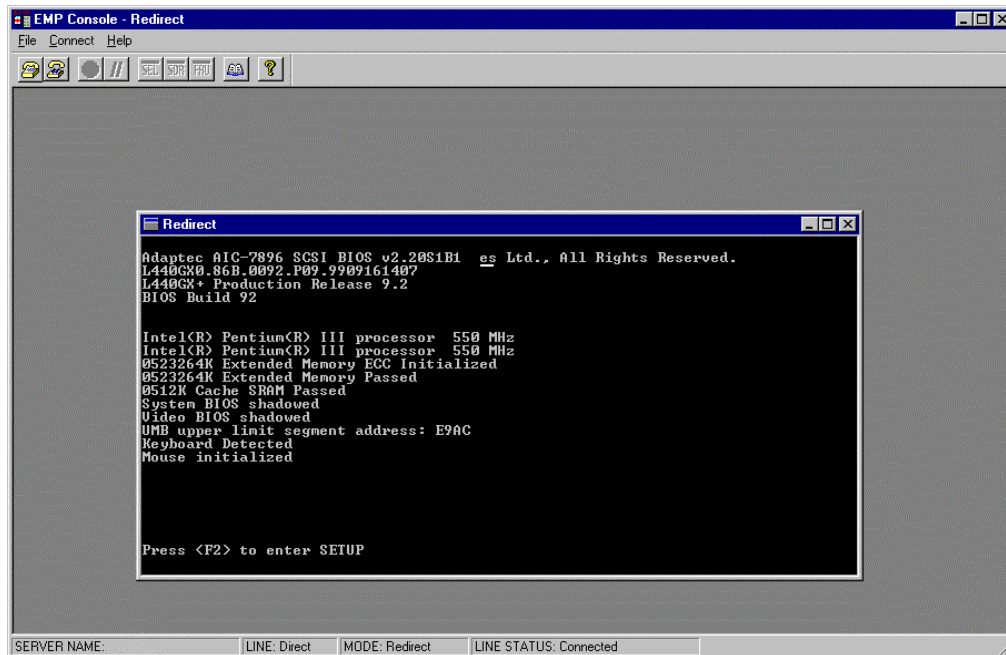 EMP Console - Redirect
File Connect Help
SEL SDR FRU
Redirect
Adaptec AIC-7896 SCSI BIOS v2.20S1B1 es Ltd., All Rights Reserved.
L440GX0.86B.0092.P09.9909161407
L440GX+ Production Release 9.2
BIOS Build 92
Intel(R) Pentium(R) III processor 550 MHz
Intel(R) Pentium(R) III processor 550 MHz
0523264K Extended Memory ECC Initialized
0523264K Extended Memory Passed
0512K Cache SRAM Passed
System BIOS shadowed
Video BIOS shadowed
UMB upper limit segment address: E9AC
Keyboard Detected
Mouse initialized
Press <F2> to enter SETUP
SERVER NAME: LINE: Direct MODE: Redirect LINE STATUS: Connected